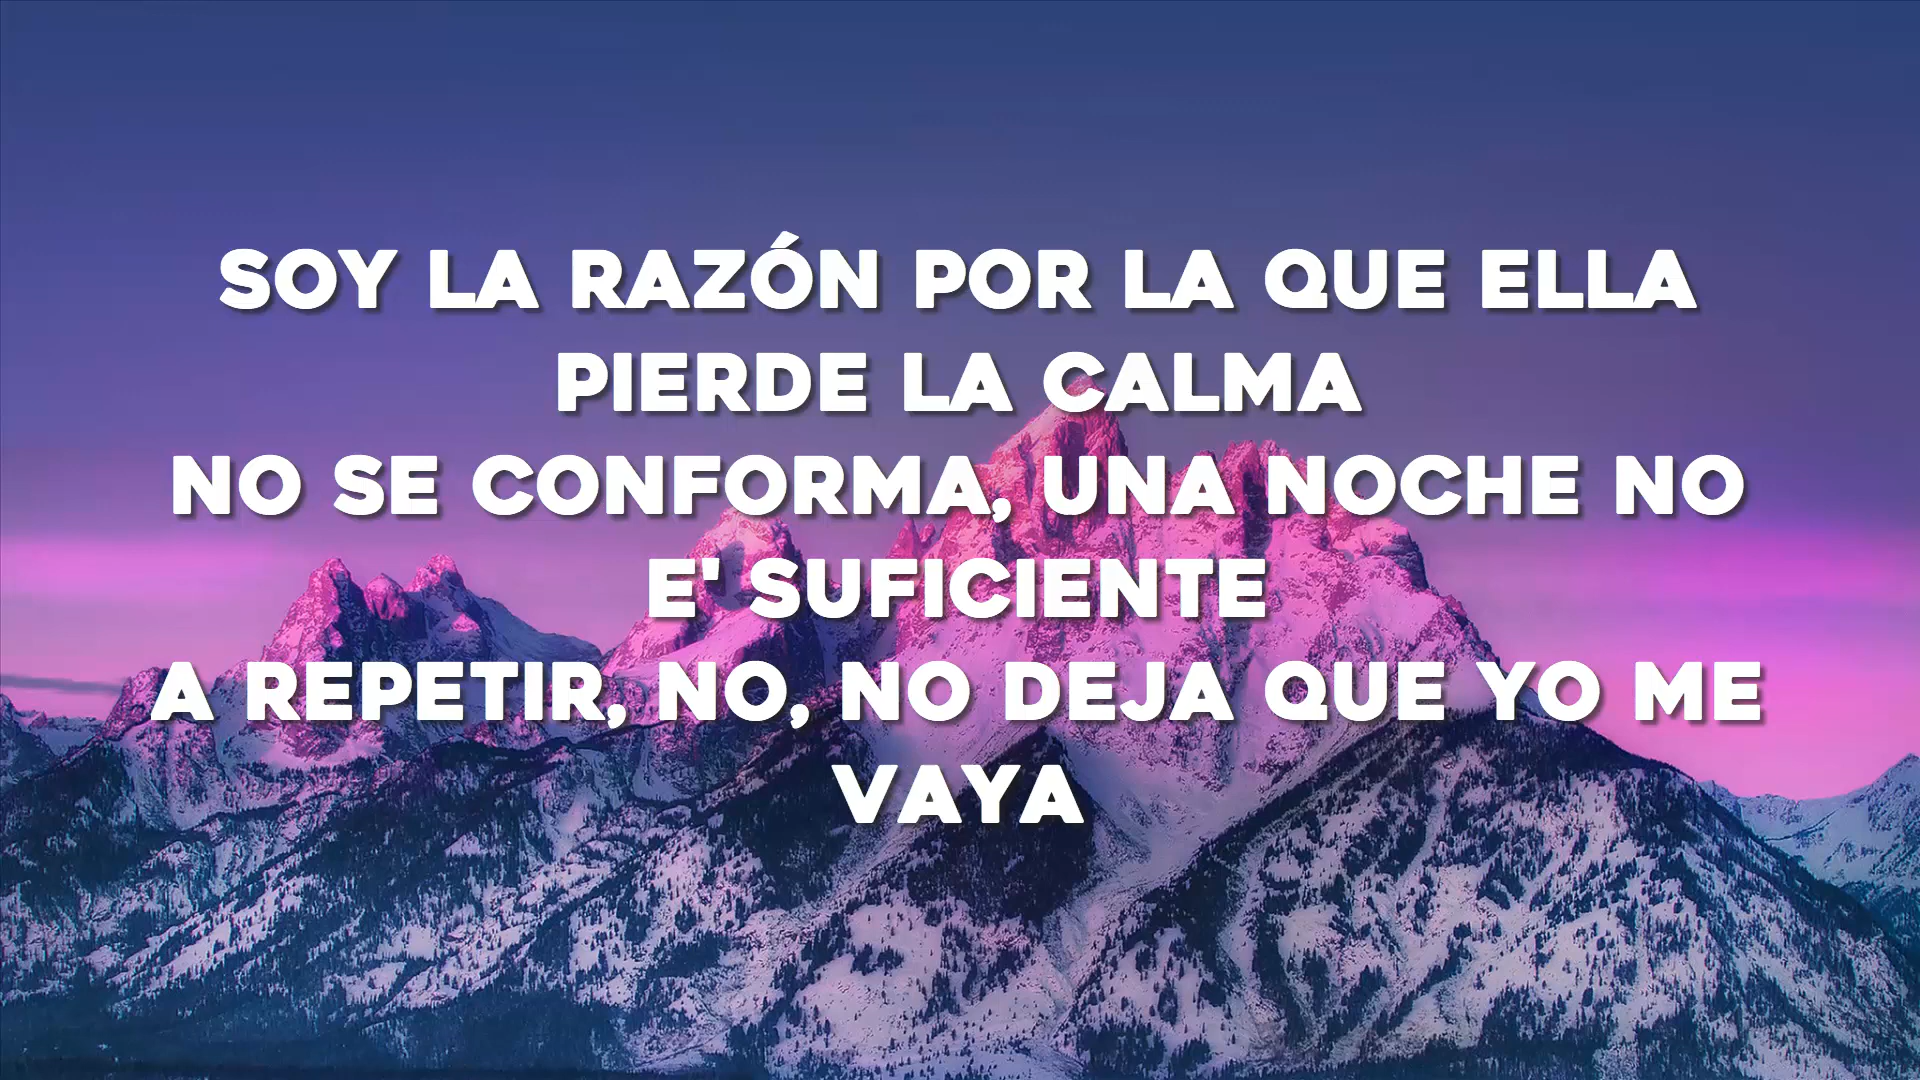 SOY LA RAZÓN POR LA QUE ELLA
PIERDE LA CALMA
NO SE CONFORMA, UNA NOCHE NO
E' SUFICIENTE
A REPETIR, NO, NO DEJA QUE YO ME
VAYA